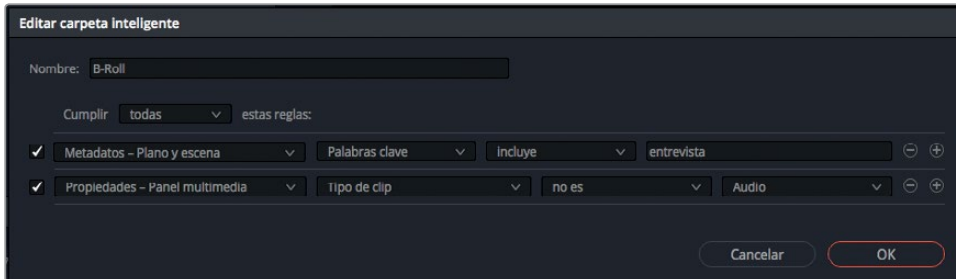 Editar carpeta inteligente
Nombre: B-Roll
Cumplir todas estas reglas:
Metadatos – Plano y escena Palabras clave incluye entrevista
Propiedades – Panel multimedia Tipo de clip no es Audio
Cancelar OK